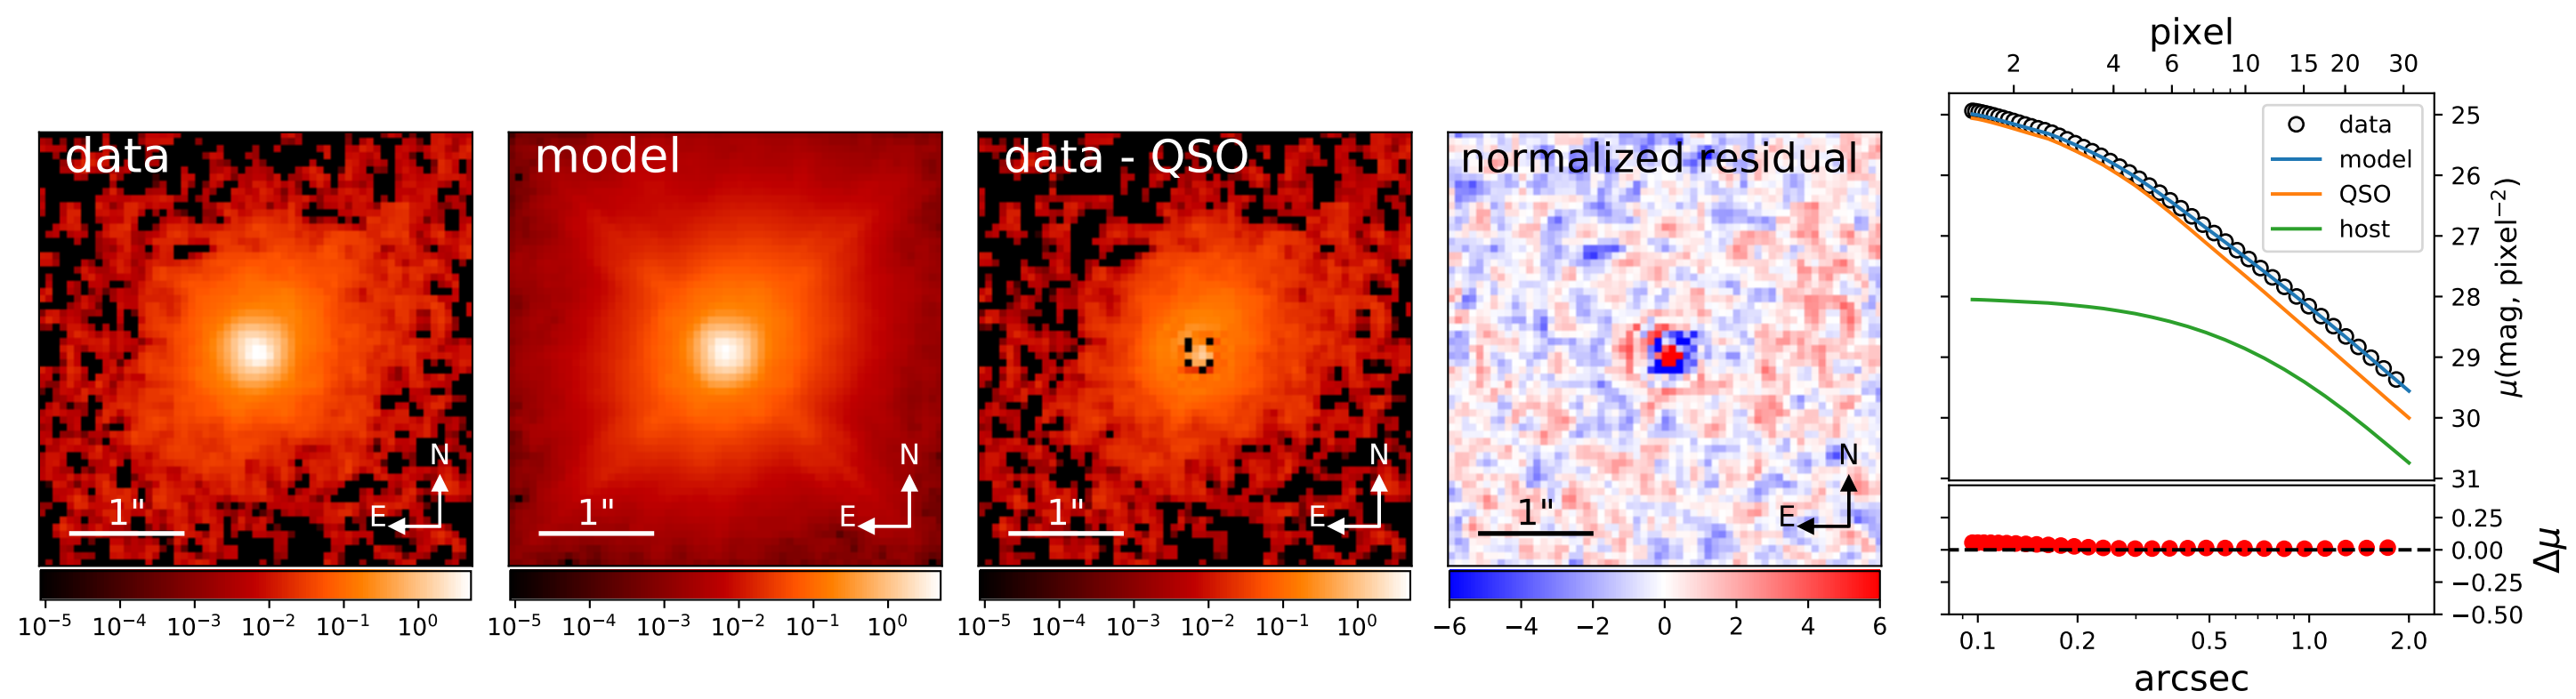 data
N
E
1"
10⁻⁵ 10⁻⁴ 10⁻³ 10⁻² 10⁻¹ 10⁰
model
N
E
1"
10⁻⁵ 10⁻⁴ 10⁻³ 10⁻² 10⁻¹ 10⁰
data - QSO
N
E
1"
10⁻⁵ 10⁻⁴ 10⁻³ 10⁻² 10⁻¹ 10⁰
normalized residual
N
E
1"
−6 −4 −2 0 2 4 6
pixel
2 4 6 10 15 20 30
data
model
QSO
host
25
26
27
28
29
30
31
μ(mag, pixel⁻²)
0.25
0.00
−0.25
−0.50
Δμ
0.1 0.2 0.5 1.0 2.0
arcsec